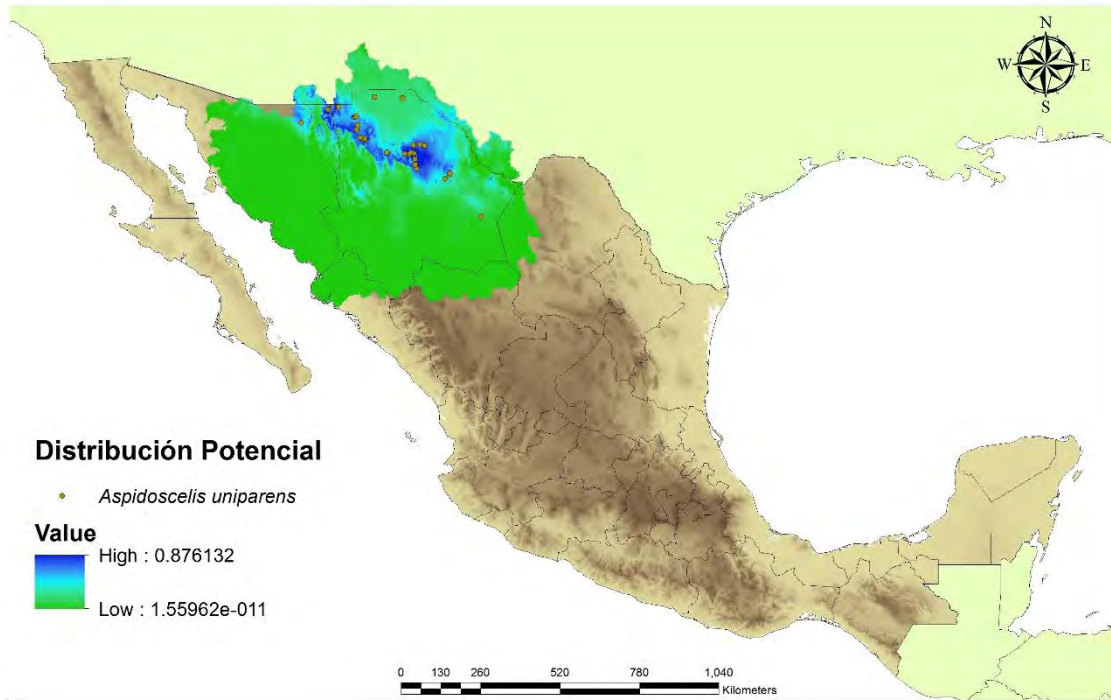 N
W E
S
Distribución Potencial
Aspidoscelis uniparens
Value
High : 0.876132
Low : 1.55962e-011
0 130 260 520 780 1,040
Kilometers